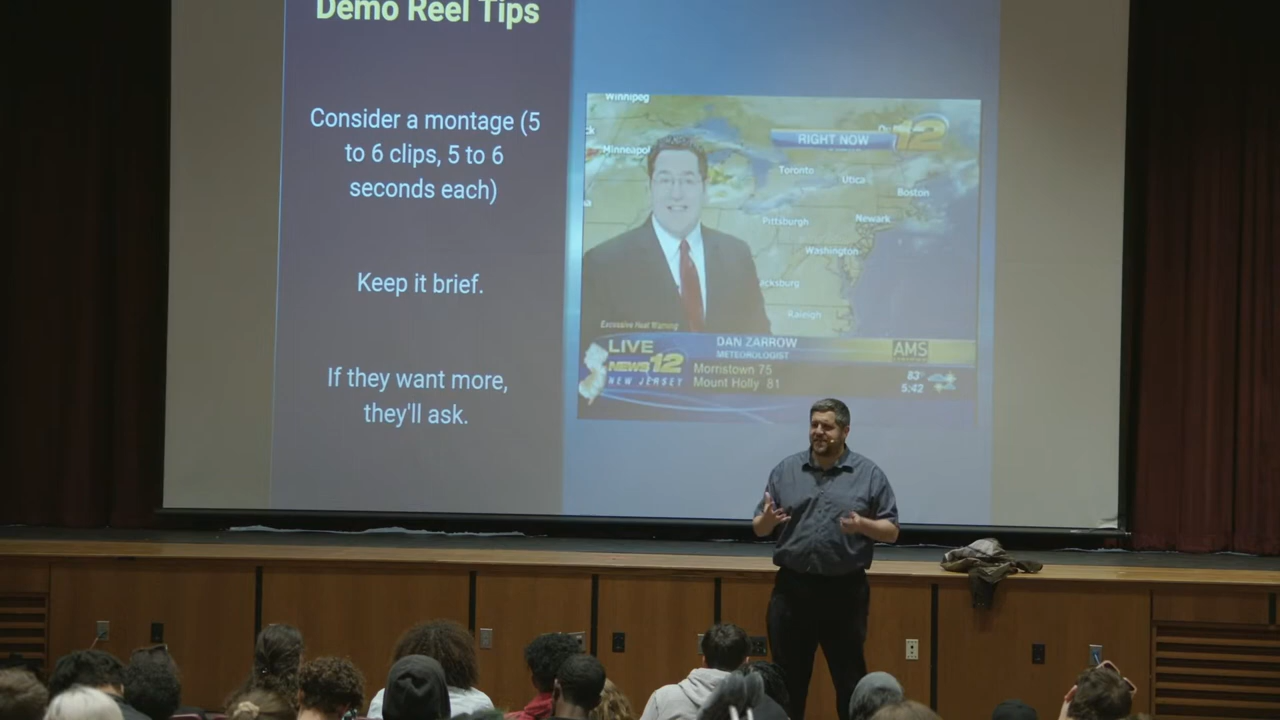 Demo Reel Tips
Consider a montage (5
to 6 clips, 5 to 6
seconds each)
Keep it brief.
If they want more,
they'll ask.
Winnipeg
RIGHT NOW
12
Minneapol
Toronto
Utica
Boston
Pittsburgh
Newark
Washington
acksburg
Raleigh
Excessive Heat Warning
LIVE
NEWS 12
NEW JERSEY
DAN ZARROW
METEOROLOGIST
AMS
Morristown 75
Mount Holly 81
83°
5:42